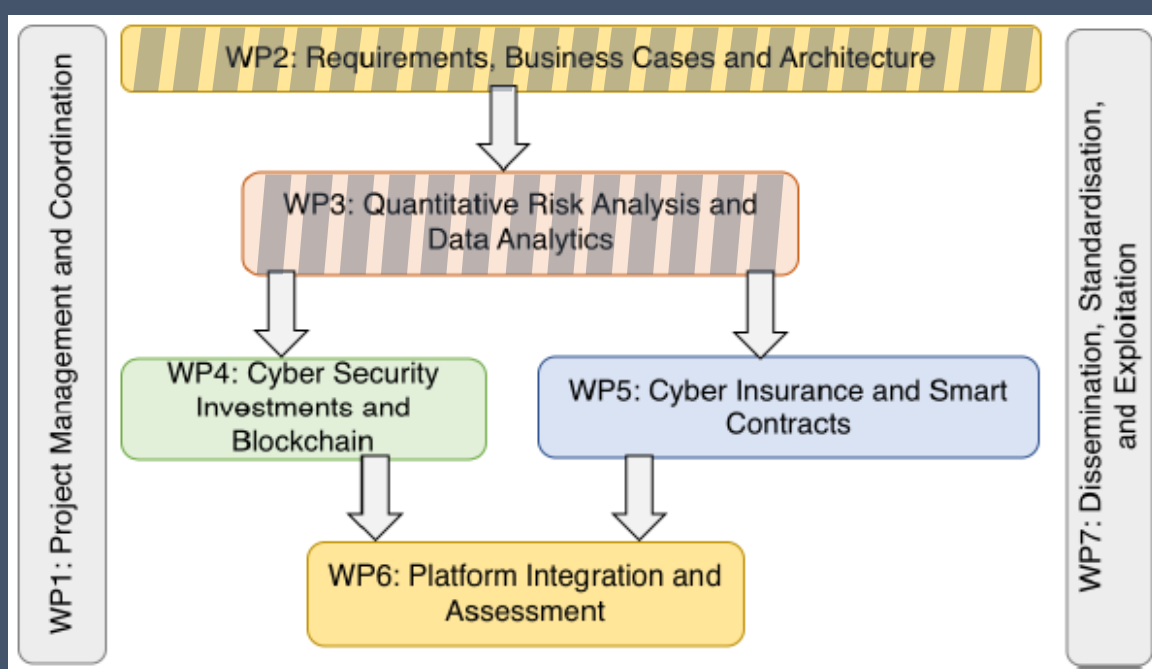 WP1: Project Management and Coordination
WP2: Requirements, Business Cases and Architecture
WP3: Quantitative Risk Analysis and
Data Analytics
WP4: Cyber Security
Investments and
Blockchain
WP5: Cyber Insurance and Smart
Contracts
WP6: Platform Integration and
Assessment
WP7: Dissemination, Standardisation,
and Exploitation